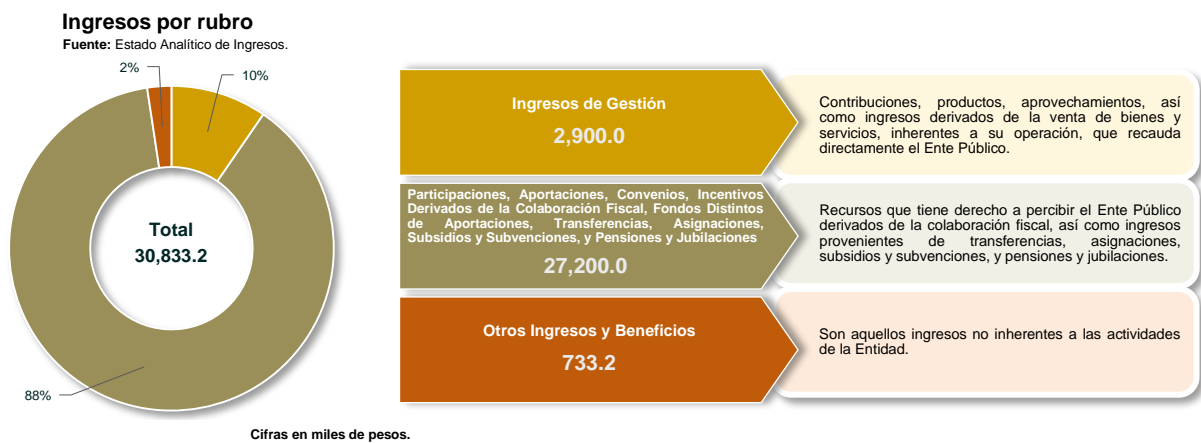 Ingresos por rubro
Fuente: Estado Analítico de Ingresos.
2%
10%
Total
30,833.2
88%
Ingresos de Gestión
2,900.0
Contribuciones, productos, aprovechamientos, así
como ingresos derivados de la venta de bienes y
servicios, inherentes a su operación, que recauda
directamente el Ente Público.
Participaciones, Aportaciones, Convenios, Incentivos
Derivados de la Colaboración Fiscal, Fondos Distintos
de Aportaciones, Transferencias, Asignaciones,
Subsidios y Subvenciones, y Pensiones y Jubilaciones
27,200.0
Recursos que tiene derecho a percibir el Ente Público
derivados de la colaboración fiscal, así como ingresos
provenientes de transferencias, asignaciones,
subsidios y subvenciones, y pensiones y jubilaciones.
Otros Ingresos y Beneficios
733.2
Son aquellos ingresos no inherentes a las actividades
de la Entidad.
Cifras en miles de pesos.